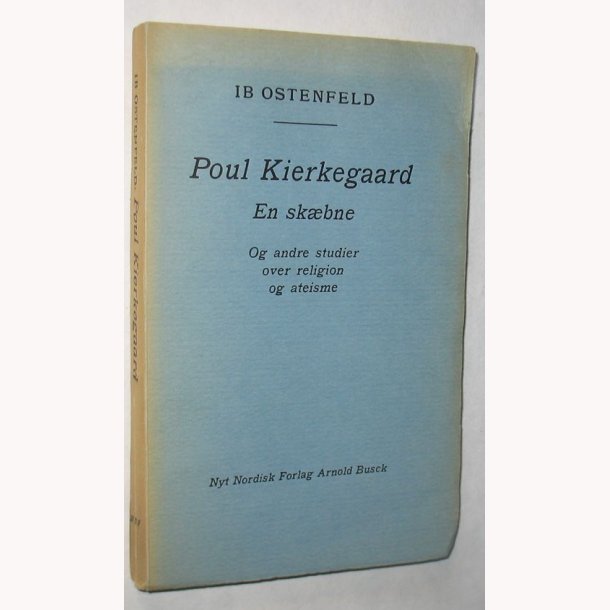 IB OSTENFELD
Poul Kierkegaard
En skæbne
Og andre studier
over religion
og ateisme
Nyt Nordisk Forlag Arnold Busck
IB OSTENFELD. Poul Kierkegaard